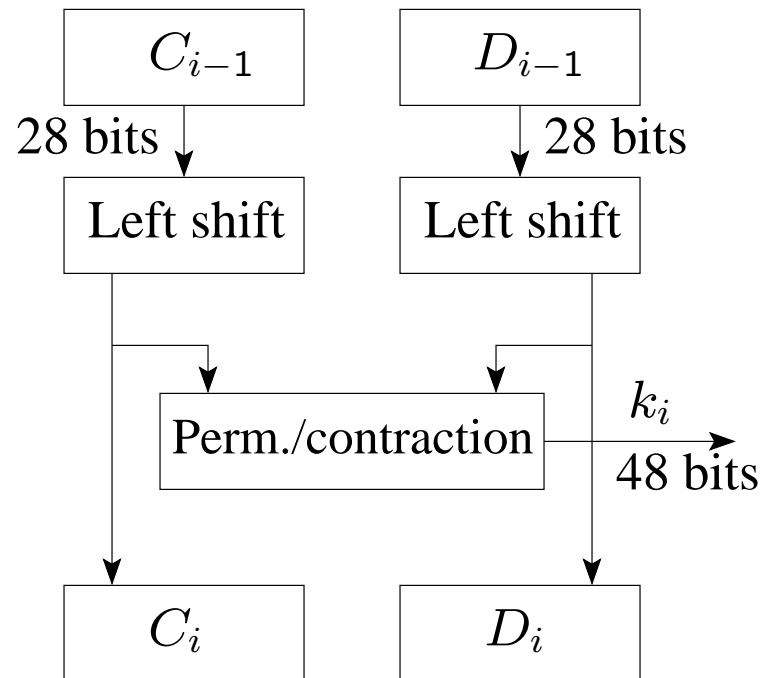 C_{i−1} D_{i−1}
28 bits 28 bits
Left shift Left shift
k_i
Perm./contraction
48 bits
C_i D_i